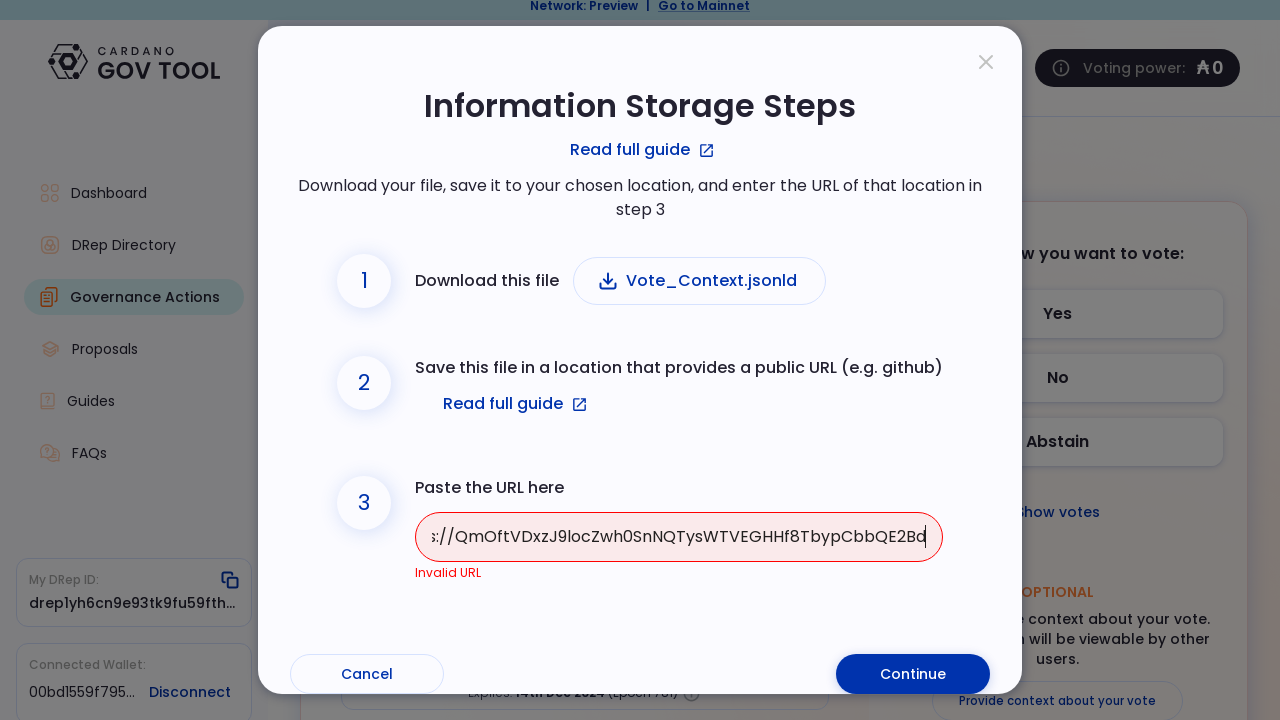 Network: Preview | Go to Mainnet
CARDANO
GOV TOOL
Voting power: ₳ 0
Dashboard
DRep Directory
Governance Actions
Proposals
Guides
FAQs
My DRep ID:
drep1yh6cn9e93tk9fu59fth...
Connected Wallet:
00bd1559f795... Disconnect
Information Storage Steps
Read full guide
Download your file, save it to your chosen location, and enter the URL of that location in
step 3
1
Download this file
Vote_Context.jsonld
2
Save this file in a location that provides a public URL (e.g. github)
Read full guide
3
Paste the URL here
s://QmOftVDxzJ9locZwh0SnNQTysWTVEGHHf8TbypCbbQE2Bd
Invalid URL
Cancel
Continue
w you want to vote:
Yes
No
Abstain
Show votes
OPTIONAL
context about your vote.
will be viewable by other
users.
Provide context about your vote
Expires: 14th Dec 2024 (Epoch 781)